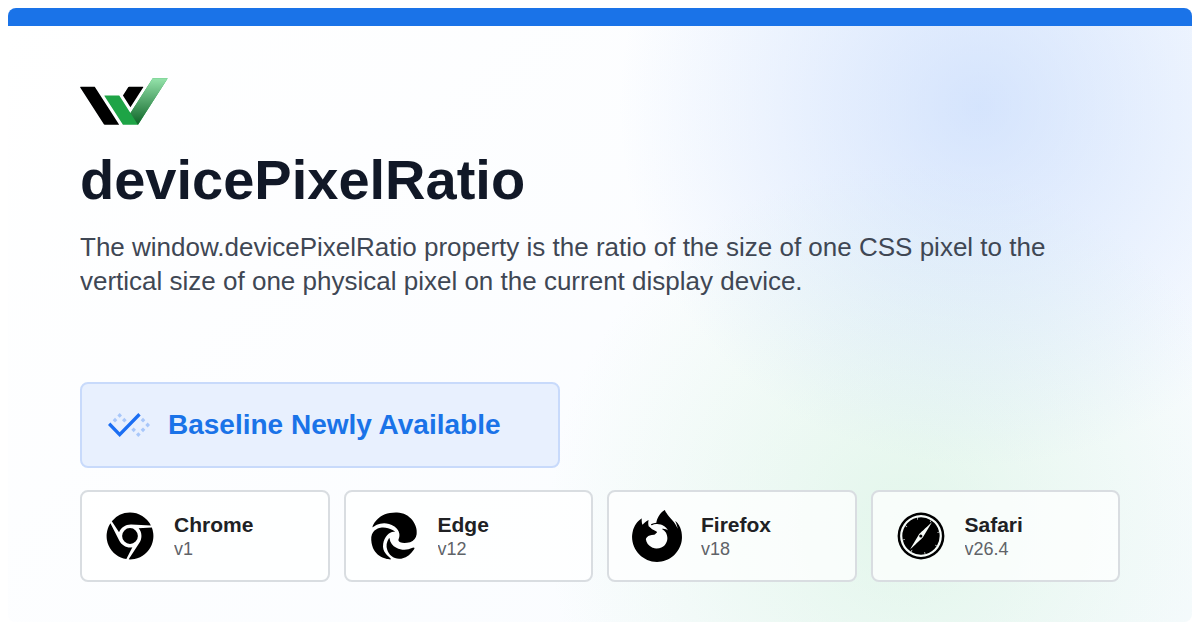 devicePixelRatio
The window.devicePixelRatio property is the ratio of the size of one CSS pixel to the
vertical size of one physical pixel on the current display device.
Baseline Newly Available
Chrome
v1
Edge
v12
Firefox
v18
Safari
v26.4